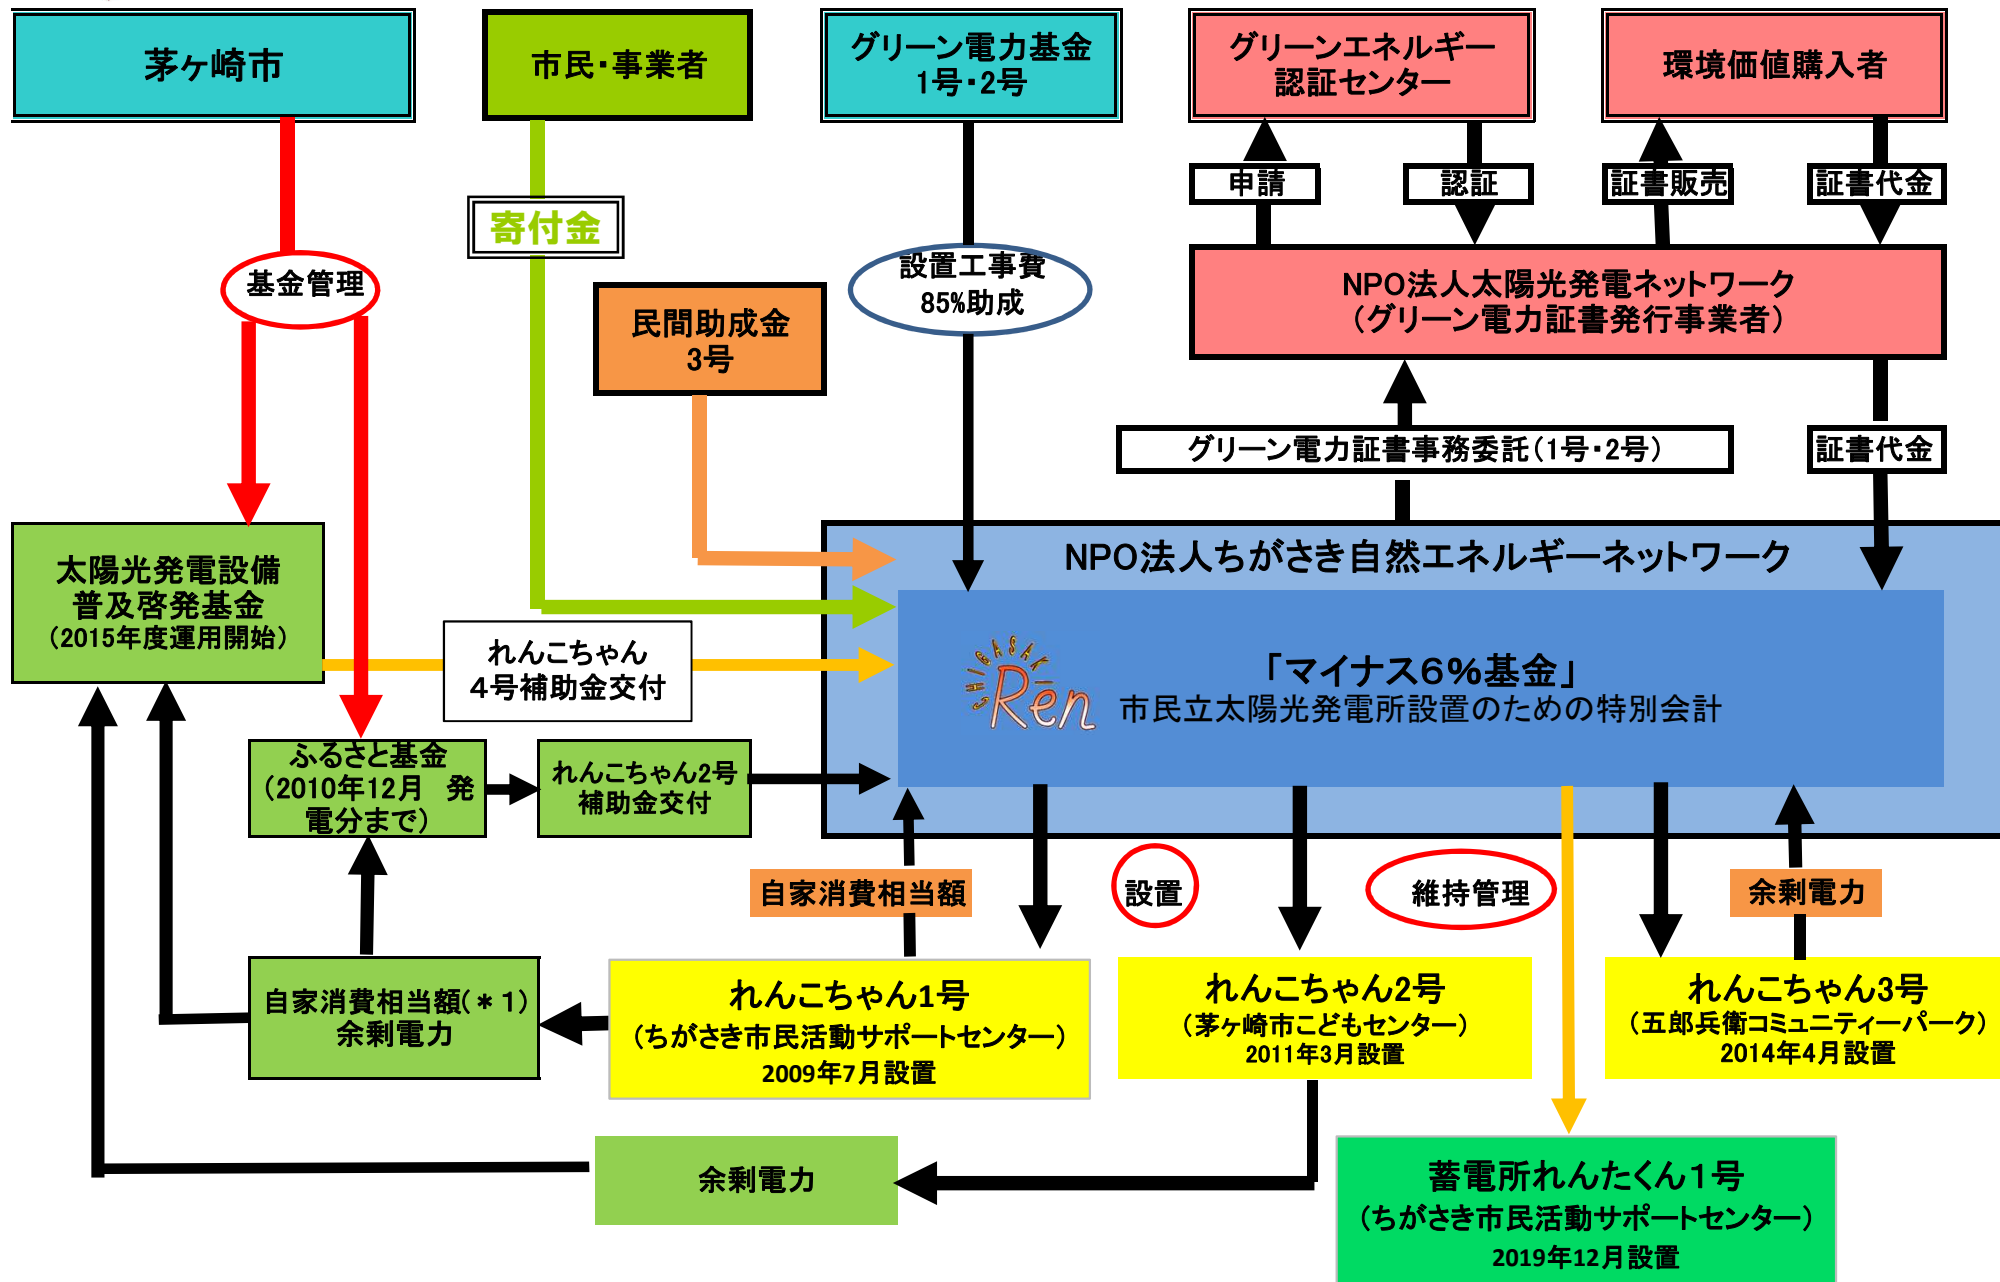 茅ヶ崎市
市民・事業者
グリーン電力基金
1号・2号
グリーンエネルギー
認証センター
環境価値購入者
申請
認証
証書販売
証書代金
寄付金
基金管理
設置工事費
85%助成
NPO法人太陽光発電ネットワーク
（グリーン電力証書発行事業者）
民間助成金
3号
グリーン電力証書事務委託（1号・2号）
証書代金
NPO法人ちがさき自然エネルギーネットワーク
太陽光発電設備
普及啓発基金
（2015年度運用開始）
れんこちゃん
4号補助金交付
CHIGASAKI
Ren
「マイナス6%基金」
市民立太陽光発電所設置のための特別会計
ふるさと基金
（2010年12月　発
電分まで）
れんこちゃん2号
補助金交付
自家消費相当額
設置
維持管理
余剰電力
自家消費相当額(＊1)
余剰電力
れんこちゃん1号
（ちがさき市民活動サポートセンター）
2009年7月設置
れんこちゃん2号
（茅ヶ崎市こどもセンター）
2011年3月設置
れんこちゃん3号
（五郎兵衛コミュニティーパーク）
2014年4月設置
余剰電力
蓄電所れんたくん1号
（ちがさき市民活動サポートセンター）
2019年12月設置